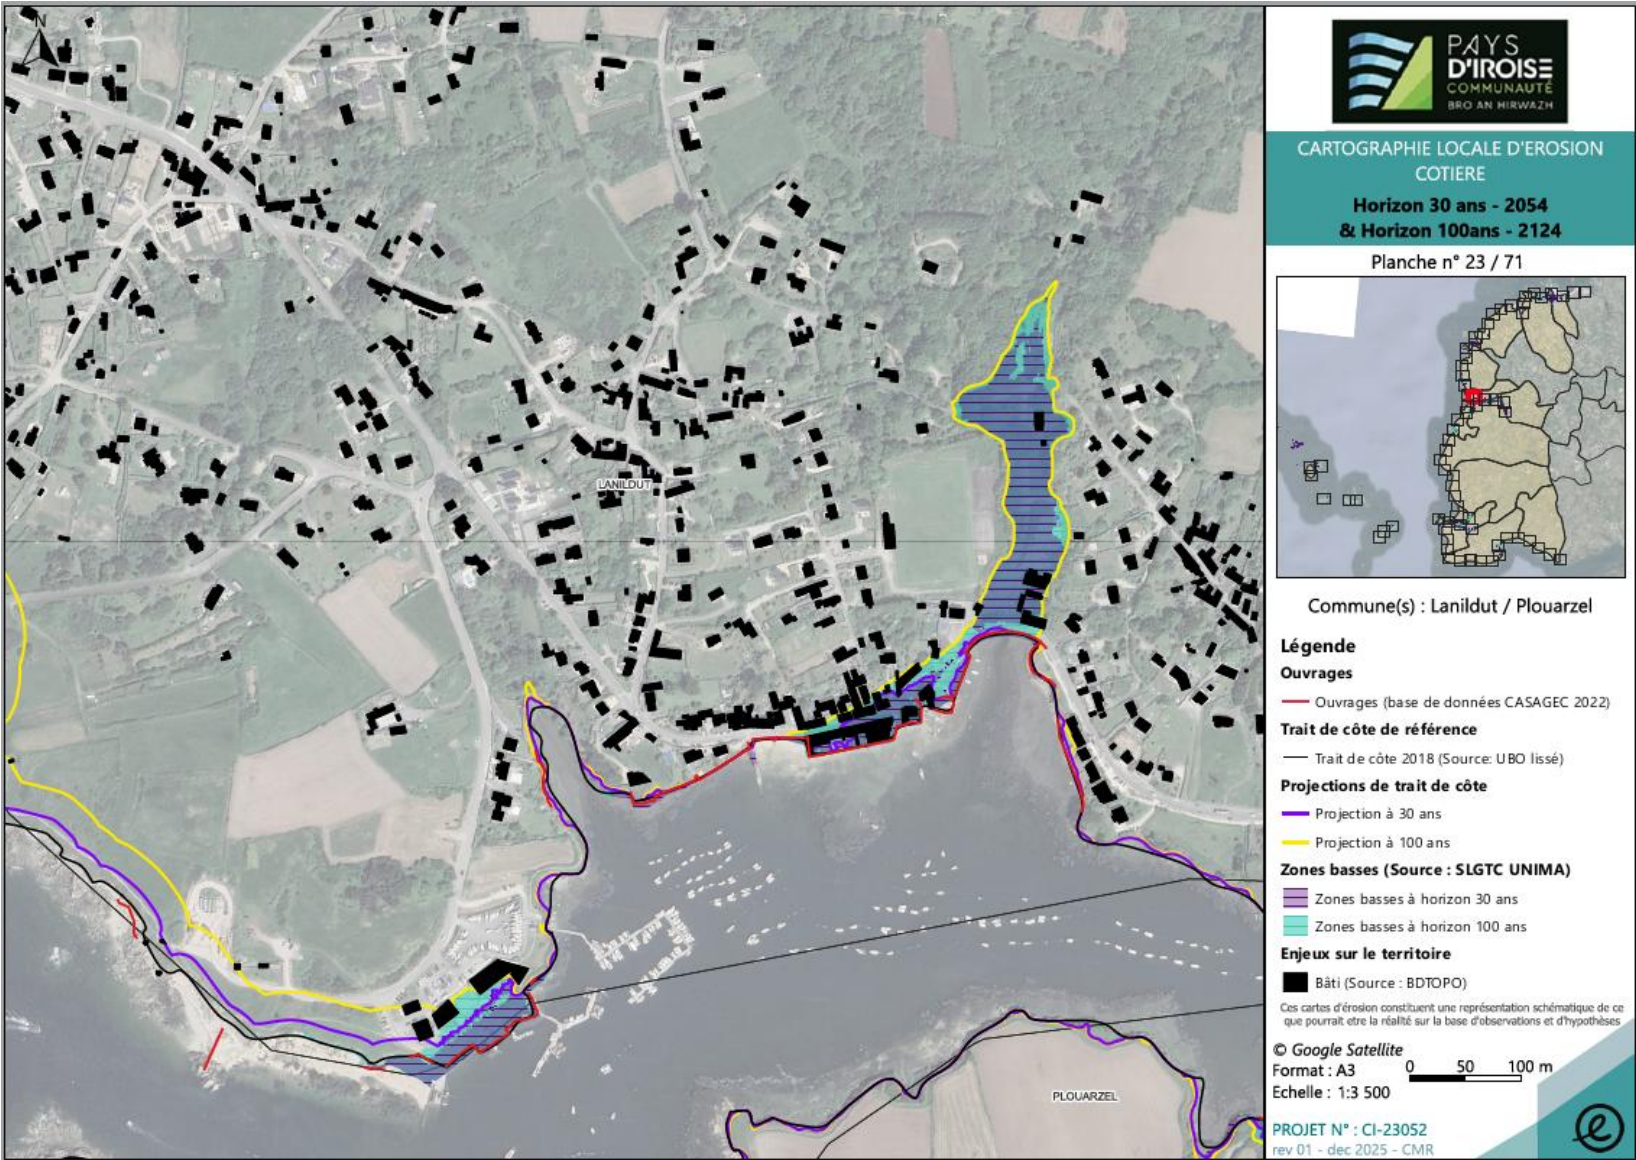 N
LANILDUT
PLOUARZEL
PAYS
D'IROISE
COMMUNAUTÉ
BRO AN HIRWAZH
CARTOGRAPHIE LOCALE D'EROSION
COTIERE
Horizon 30 ans - 2054
& Horizon 100ans - 2124
Planche n° 23 / 71
Commune(s) : Lanildut / Plouarzel
Légende
Ouvrages
Ouvrages (base de données CASAGEC 2022)
Trait de côte de référence
Trait de côte 2018 (Source: UBO lissé)
Projections de trait de côte
Projection à 30 ans
Projection à 100 ans
Zones basses (Source : SLGTC UNIMA)
Zones basses à horizon 30 ans
Zones basses à horizon 100 ans
Enjeux sur le territoire
Bâti (Source : BDTOPO)
Ces cartes d'érosion constituent une représentation schématique de ce
que pourrait etre la réalité sur la base d'observations et d'hypothèses
© Google Satellite
Format : A3
0 50 100 m
Echelle : 1:3 500
PROJET N° : CI-23052
rev 01 - dec 2025 - CMR